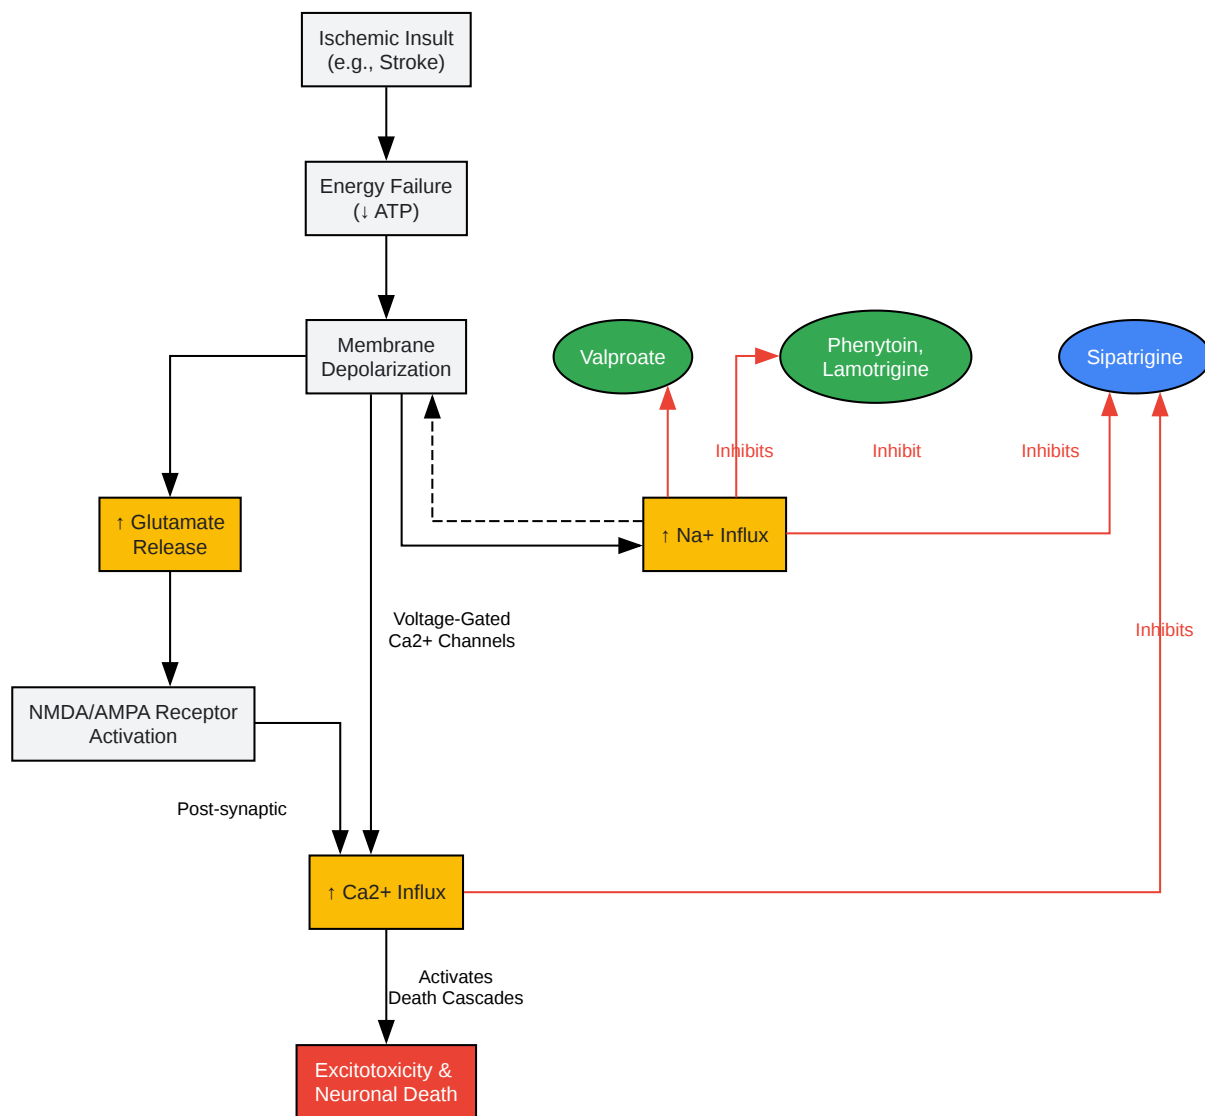 Ischemic Insult
(e.g., Stroke)
Energy Failure
(↓ ATP)
Membrane
Depolarization
Valproate
Phenytoin,
Lamotrigine
Sipatrigine
Inhibits
Inhibit
Inhibits
↑ Glutamate
Release
↑ Na+ Influx
Voltage-Gated
Ca2+ Channels
Inhibits
NMDA/AMPA Receptor
Activation
Post-synaptic
↑ Ca2+ Influx
Activates
Death Cascades
Excitotoxicity &
Neuronal Death